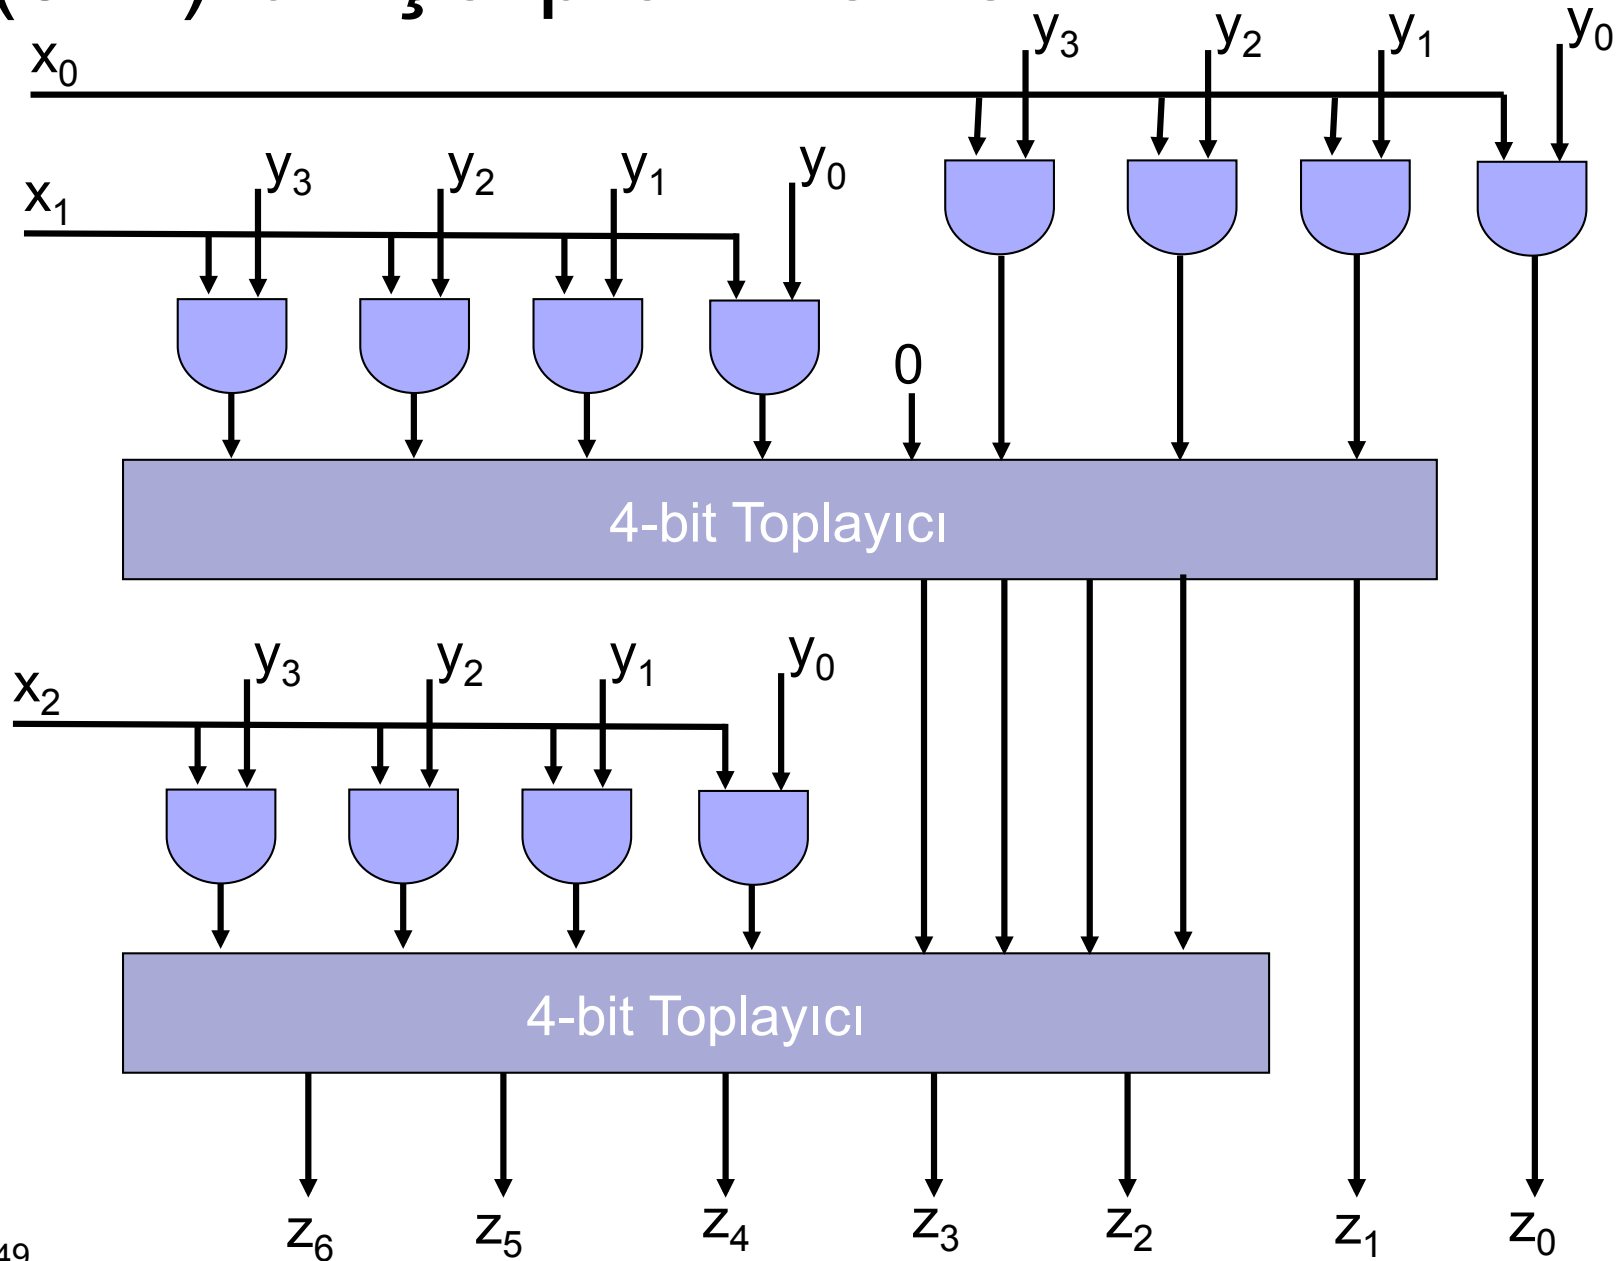 x₀ y₃ y₂ y₁ y₀
x₁ y₃ y₂ y₁ y₀
0
4-bit Toplayıcı
x₂ y₃ y₂ y₁ y₀
4-bit Toplayıcı
z₆ z₅ z₄ z₃ z₂ z₁ z₀
49